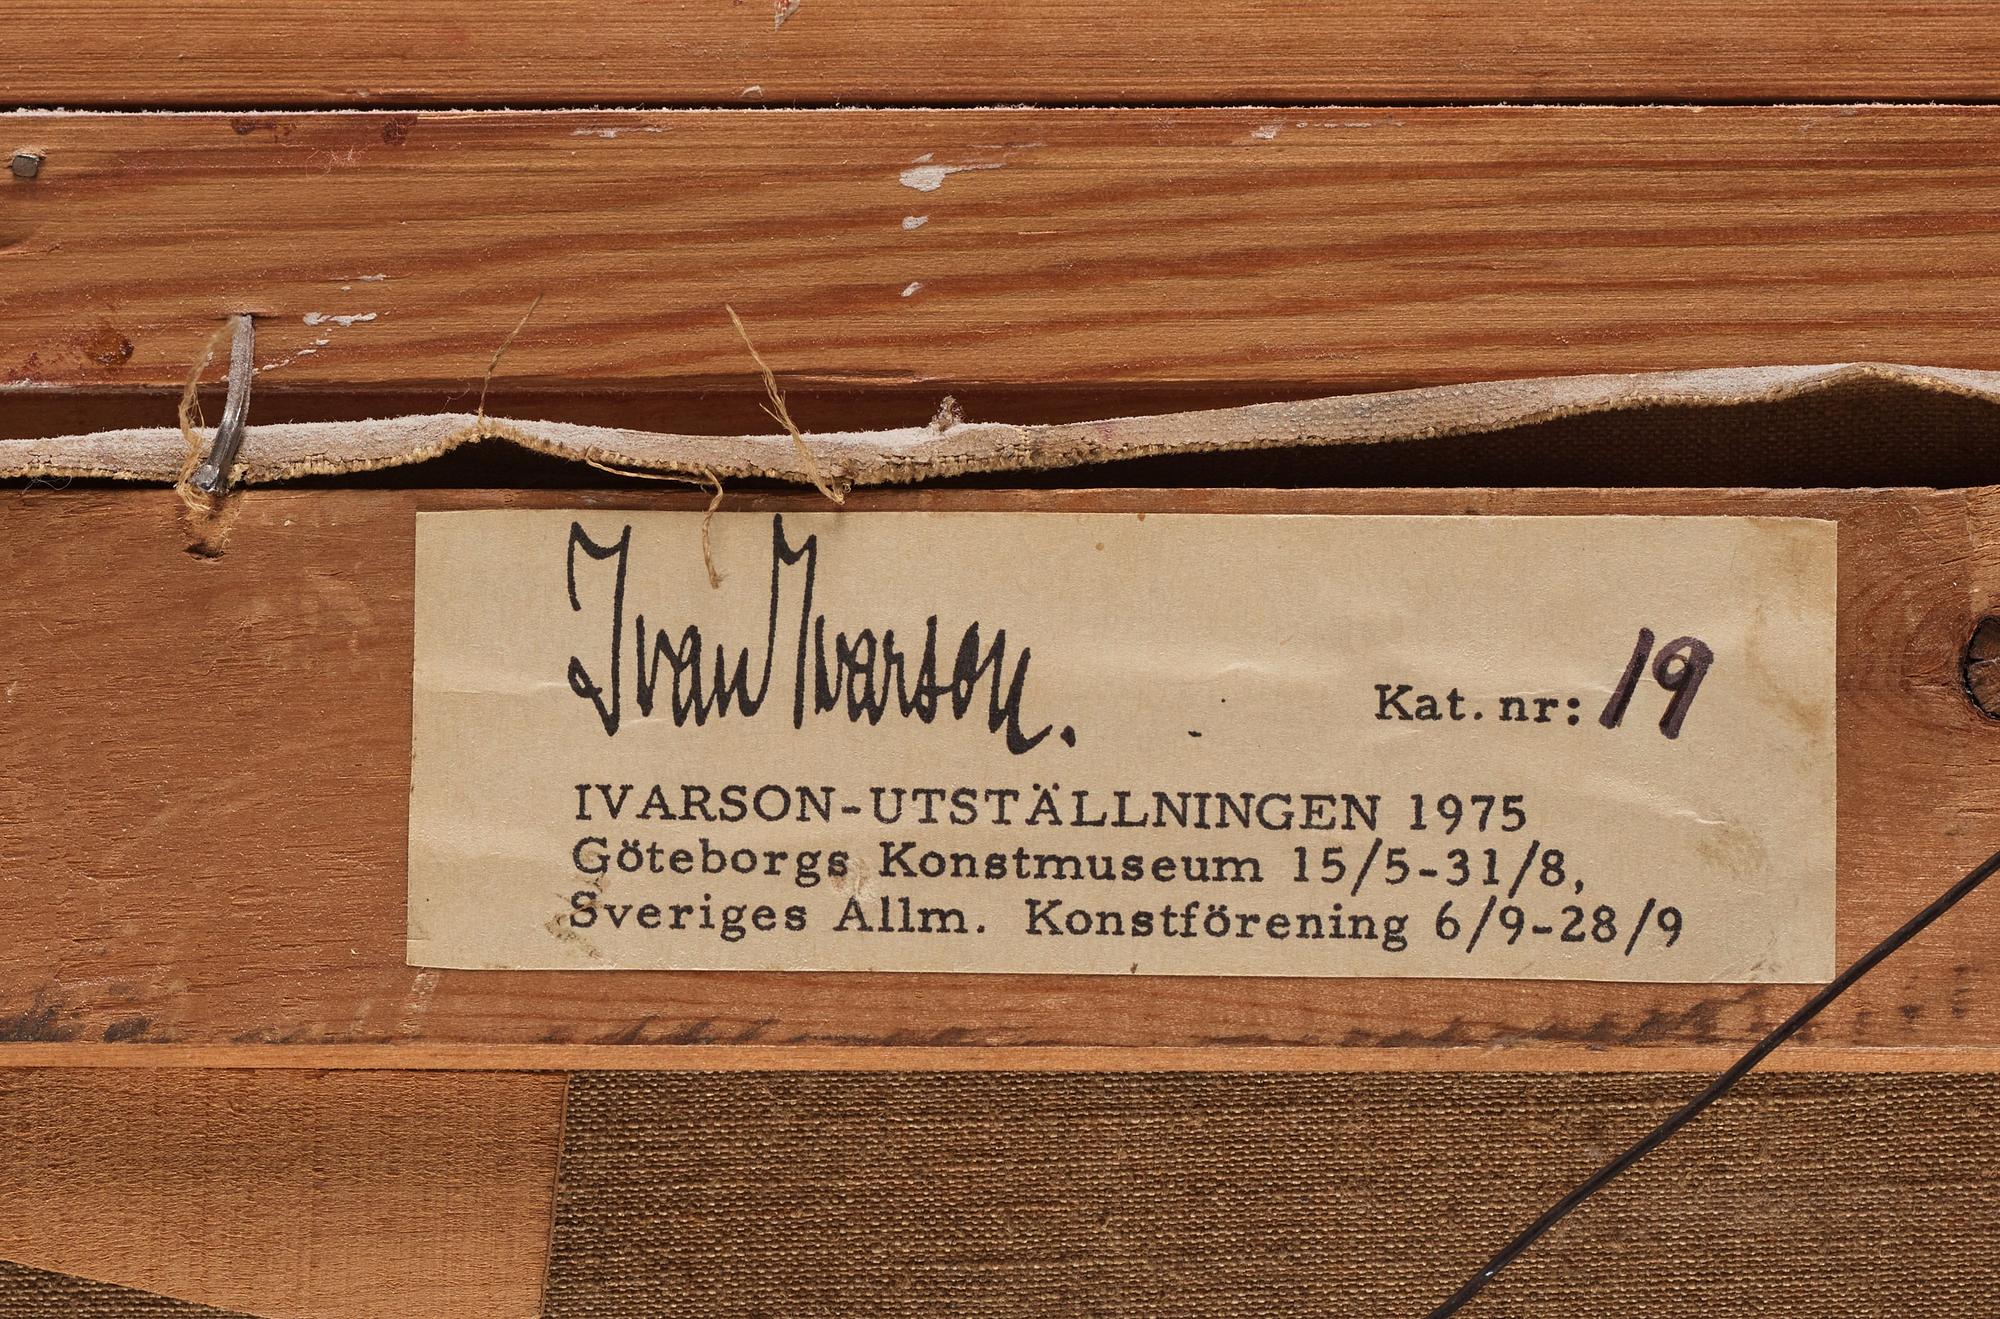 Ivan Ivarson.
Kat. nr: 19
IVARSON-UTSTÄLLNINGEN 1975
Göteborgs Konstmuseum 15/5-31/8,
Sveriges Allm. Konstförening 6/9-28/9